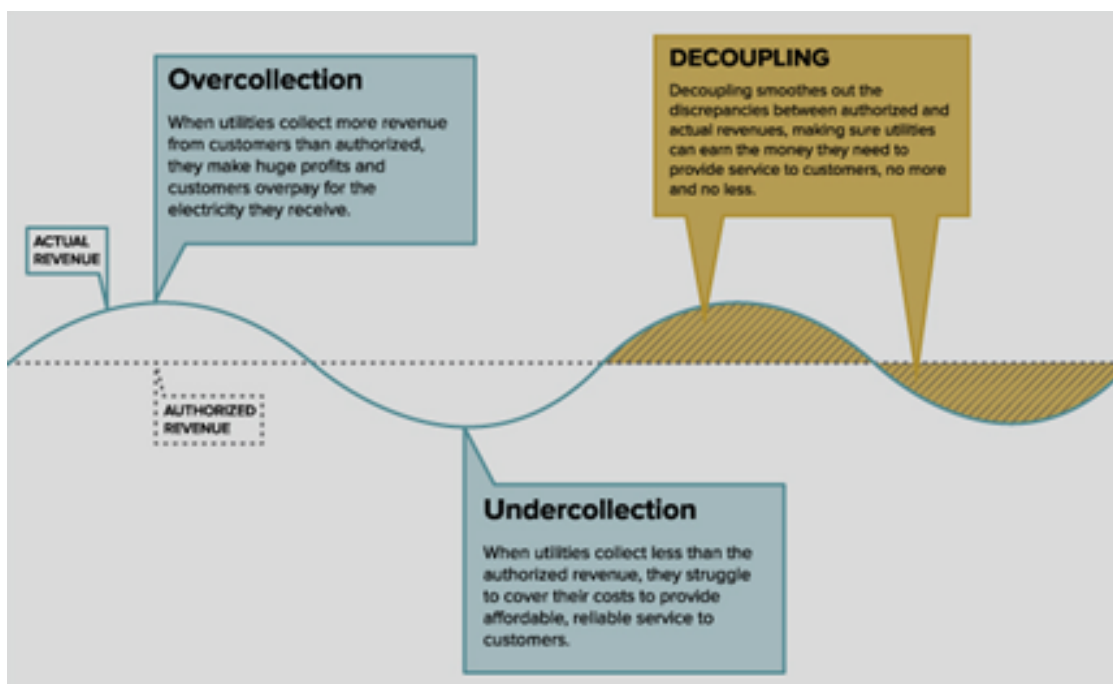 Overcollection
When utilities collect more revenue
from customers than authorized,
they make huge profits and
customers overpay for the
electricity they receive.
DECOUPLING
Decoupling smoothes out the
discrepancies between authorized and
actual revenues, making sure utilities
can earn the money they need to
provide service to customers, no more
and no less.
ACTUAL
REVENUE
AUTHORIZED
REVENUE
Undercollection
When utilities collect less than the
authorized revenue, they struggle
to cover their costs to provide
affordable, reliable service to
customers.